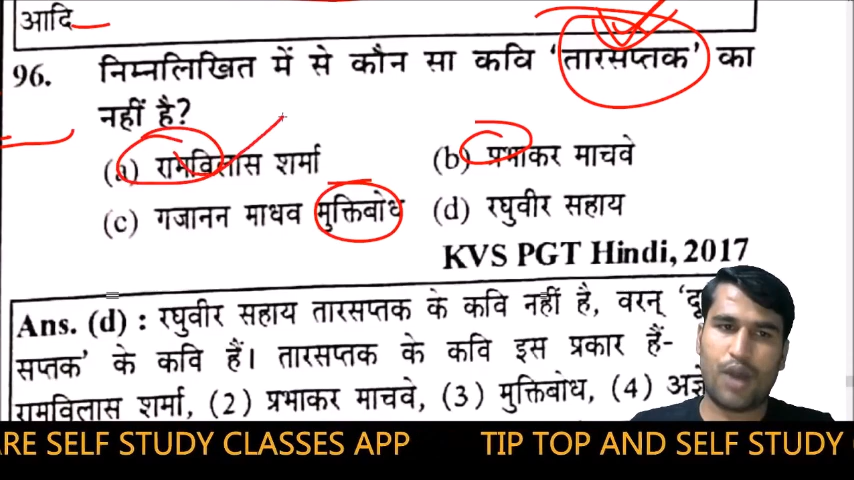 आदि
96. निम्नलिखित में से कौन सा कवि 'तारसप्तक' का
नहीं है?
(a) रामविलास शर्मा (b) प्रभाकर माचवे
(c) गजानन माधव मुक्तिबोध (d) रघुवीर सहाय
KVS PGT Hindi, 2017
Ans. (d) : रघुवीर सहाय तारसप्तक के कवि नहीं है, वरन्
सप्तक' के कवि हैं। तारसप्तक के कवि इस प्रकार हैं-
रामविलास शर्मा, (2) प्रभाकर माचवे, (3) मुक्तिबोध, (4)
ARE SELF STUDY CLASSES APP TIP TOP AND SELF STUDY